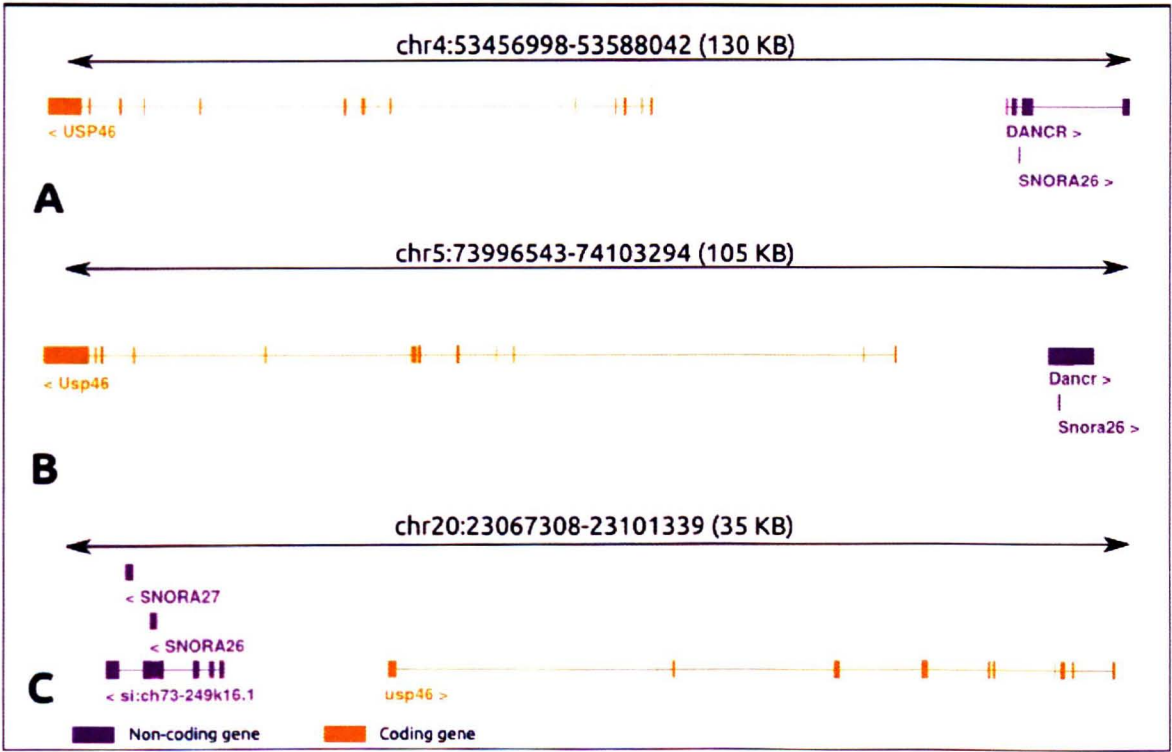 chr4:53456998-53588042 (130 KB)
< USP46
DANCR >
SNORA26 >
A
chr5:73996543-74103294 (105 KB)
< Usp46
Dancr >
Snora26 >
B
chr20:23067308-23101339 (35 KB)
< SNORA27
< SNORA26
C
< si:ch73-249k16.1
usp46 >
Non-coding gene
Coding gene